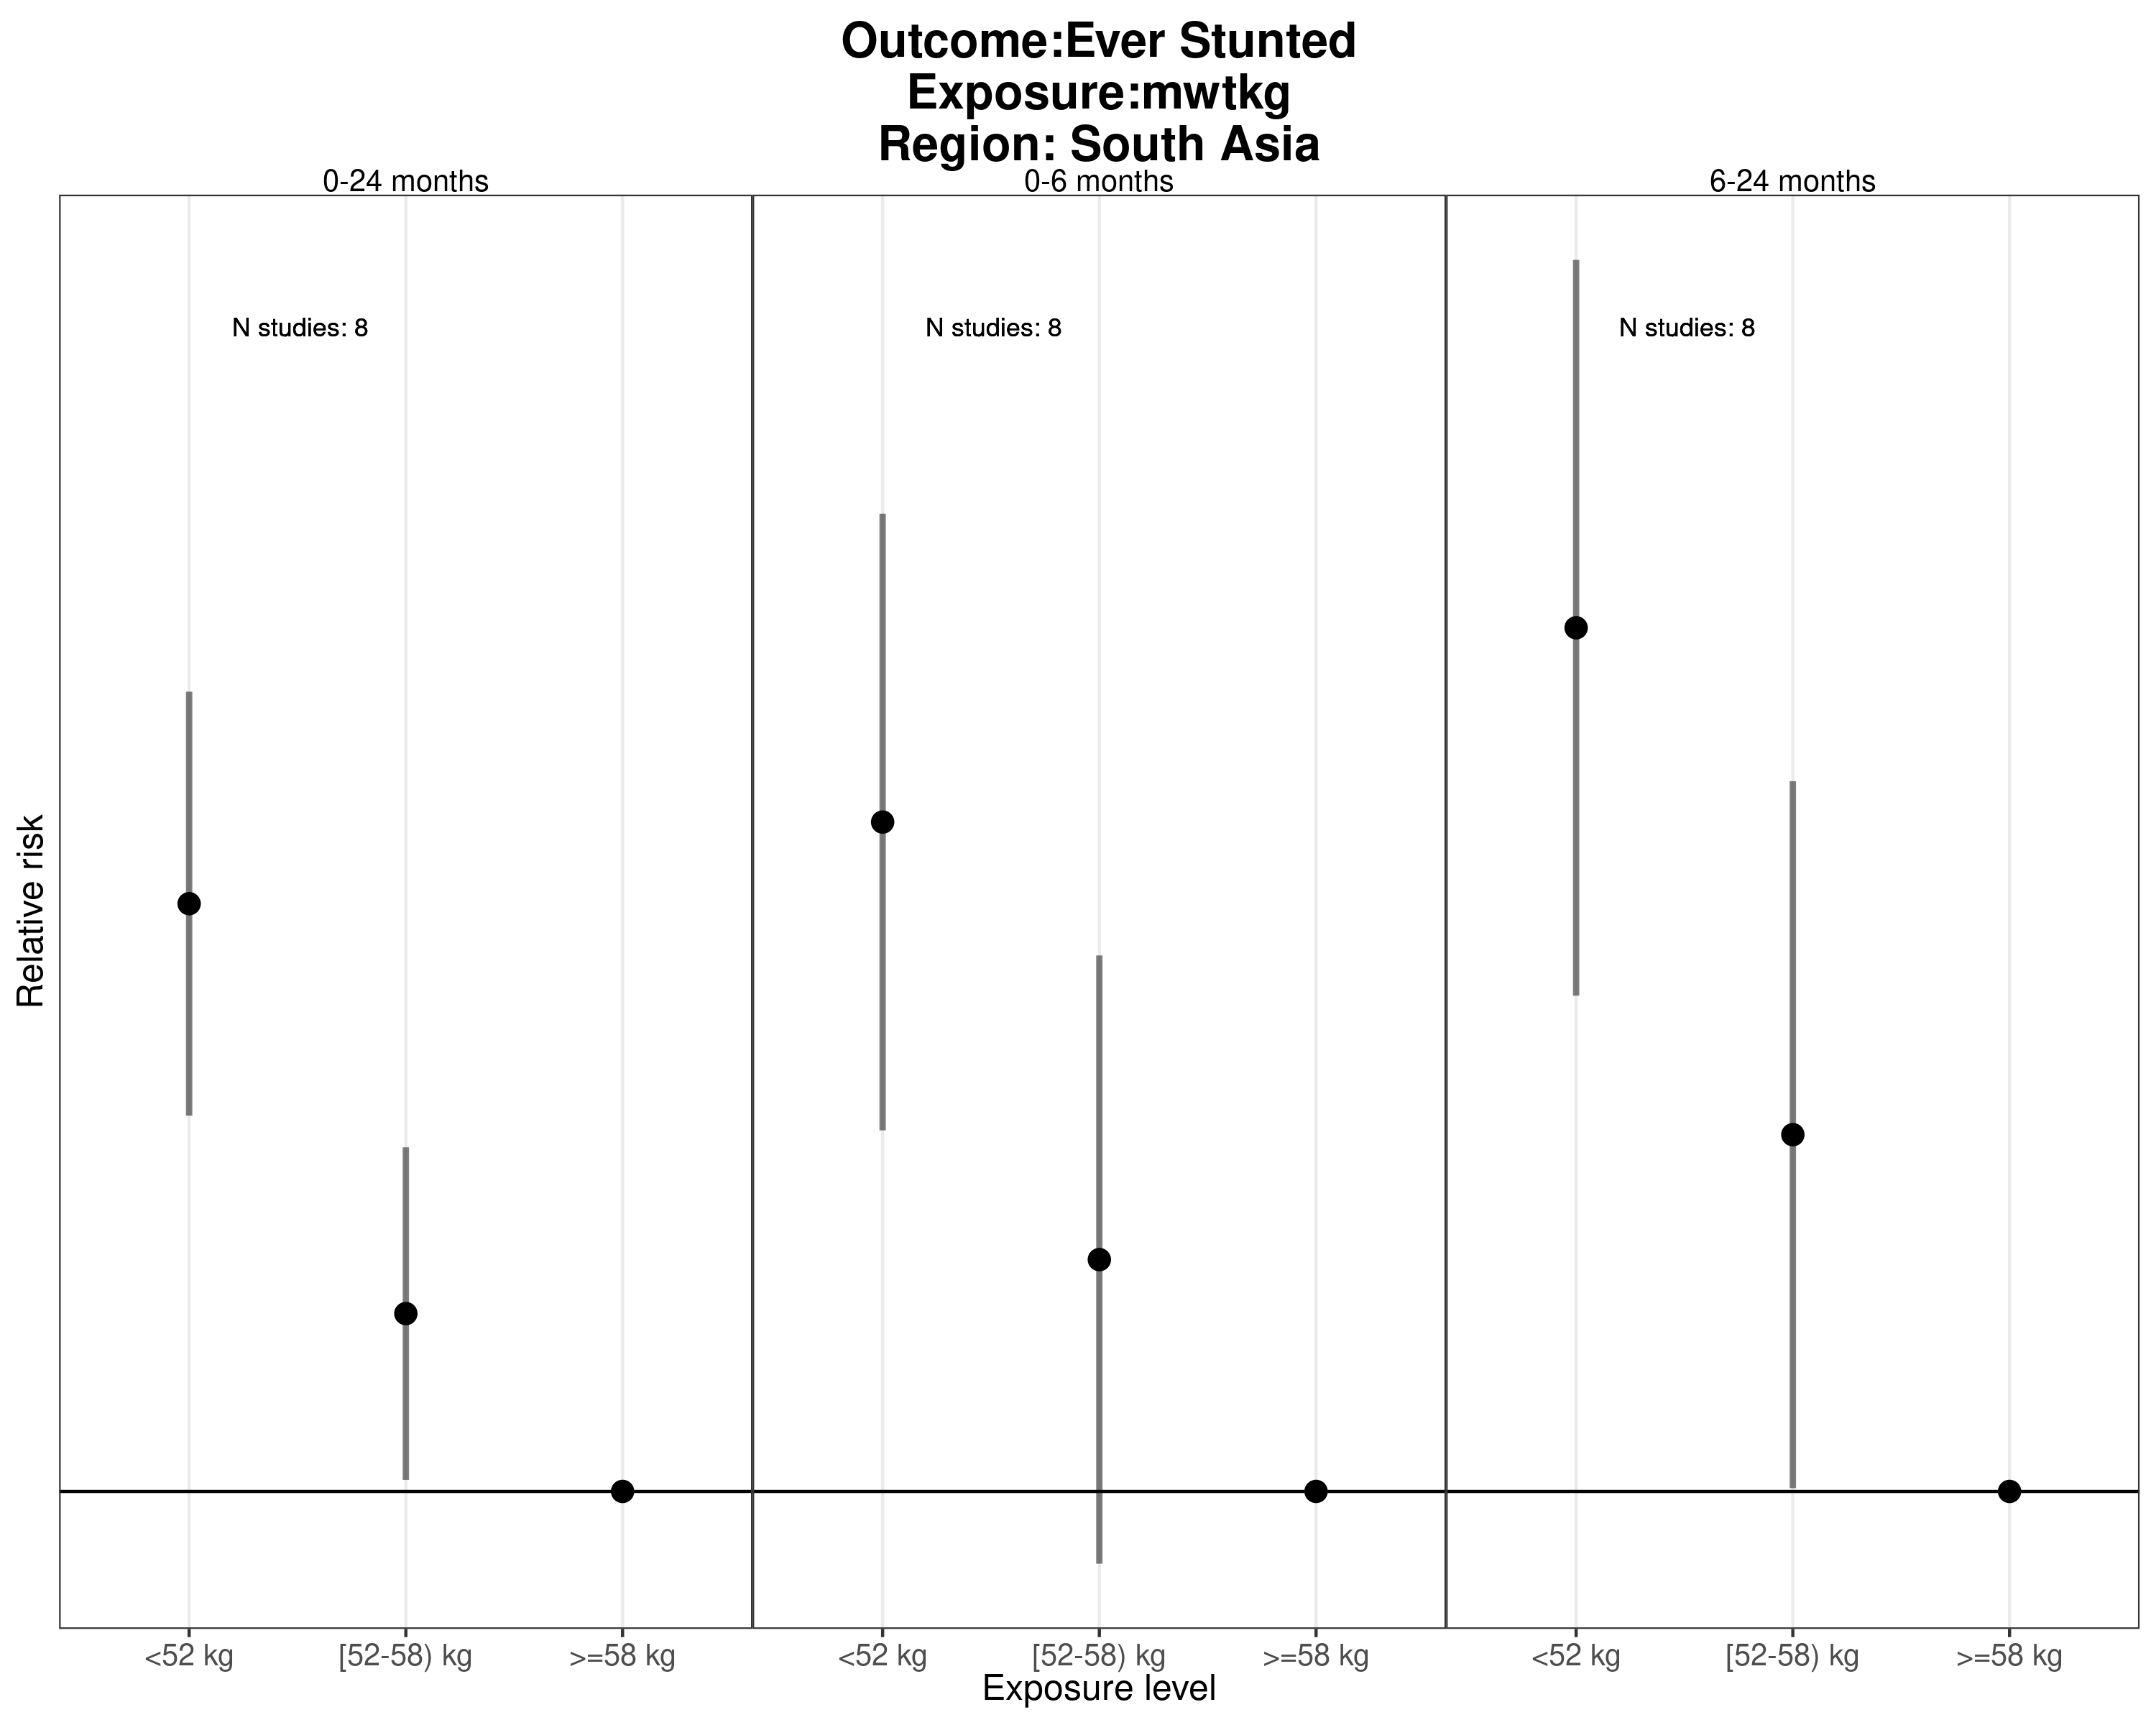 Outcome:Ever Stunted
Exposure:mwtkg
Region: South Asia
0-24 months
0-6 months
6-24 months
N studies: 8
N studies: 8
N studies: 8
Relative risk
<52 kg
[52-58) kg
>=58 kg
<52 kg
[52-58) kg
>=58 kg
<52 kg
[52-58) kg
>=58 kg
Exposure level